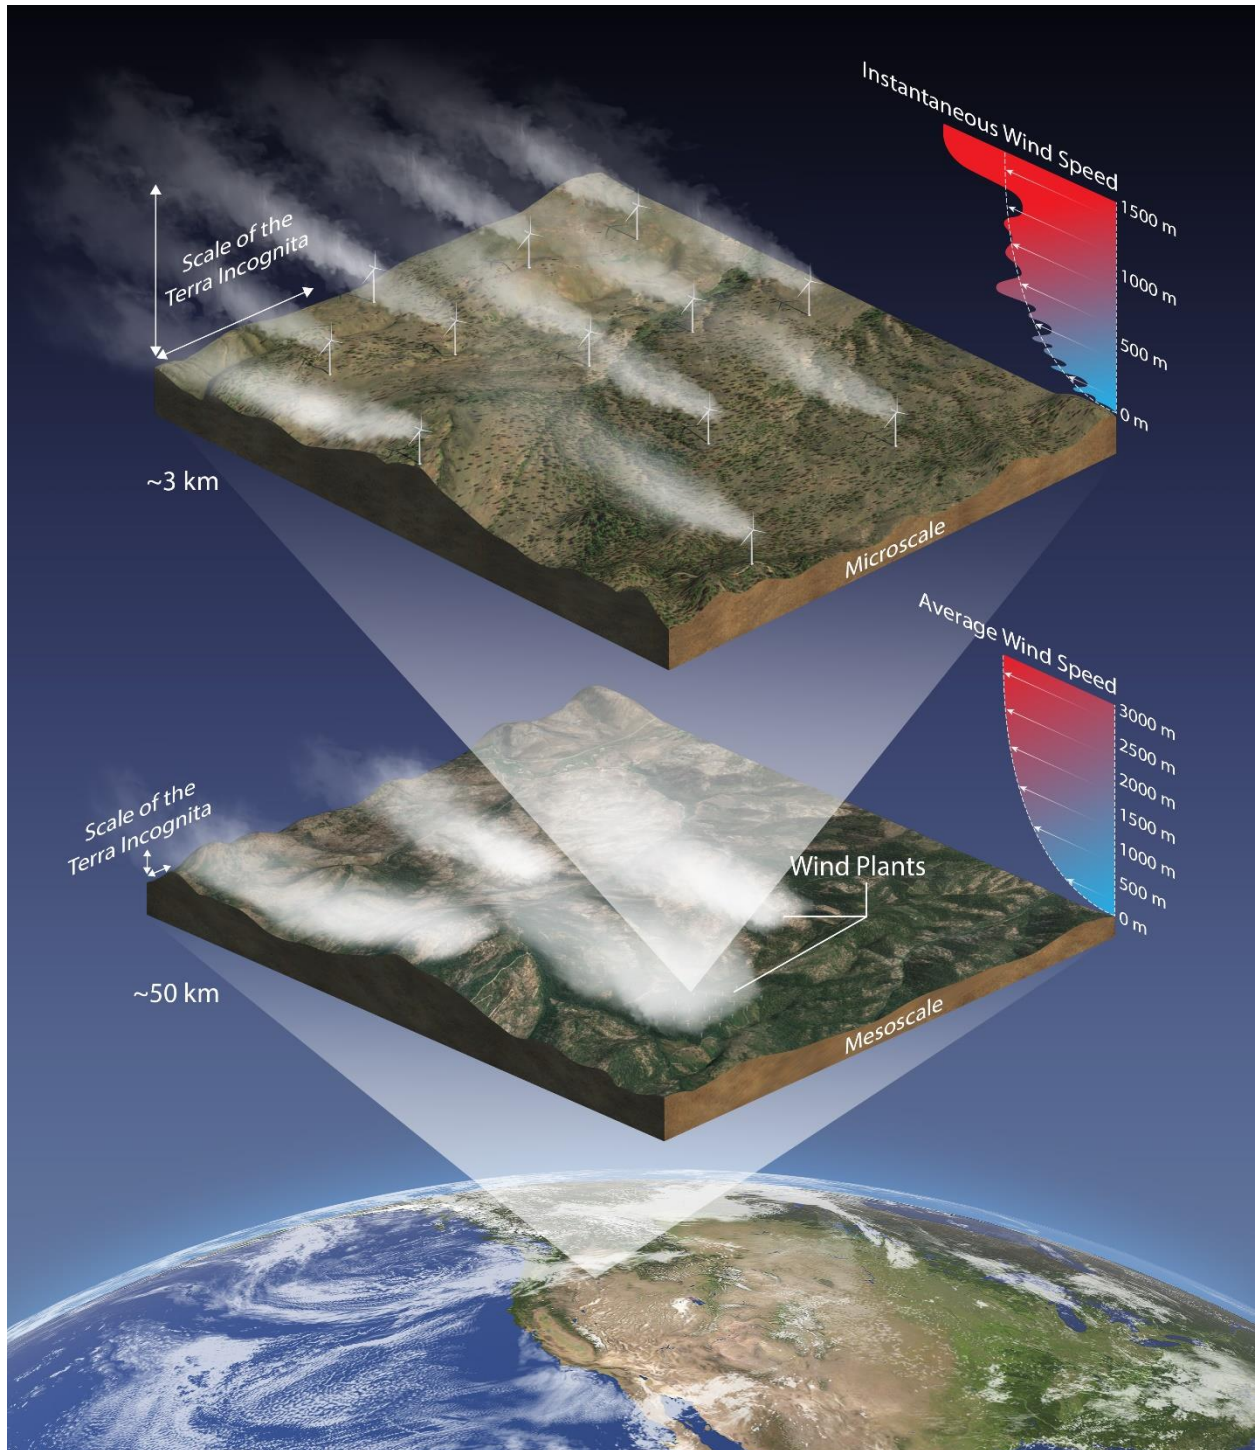 Instantaneous Wind Speed
1500 m
1000 m
500 m
0 m
Scale of the
Terra Incognita
~3 km
Microscale
Average Wind Speed
3000 m
2500 m
2000 m
1500 m
1000 m
500 m
0 m
Scale of the
Terra Incognita
Wind Plants
~50 km
Mesoscale